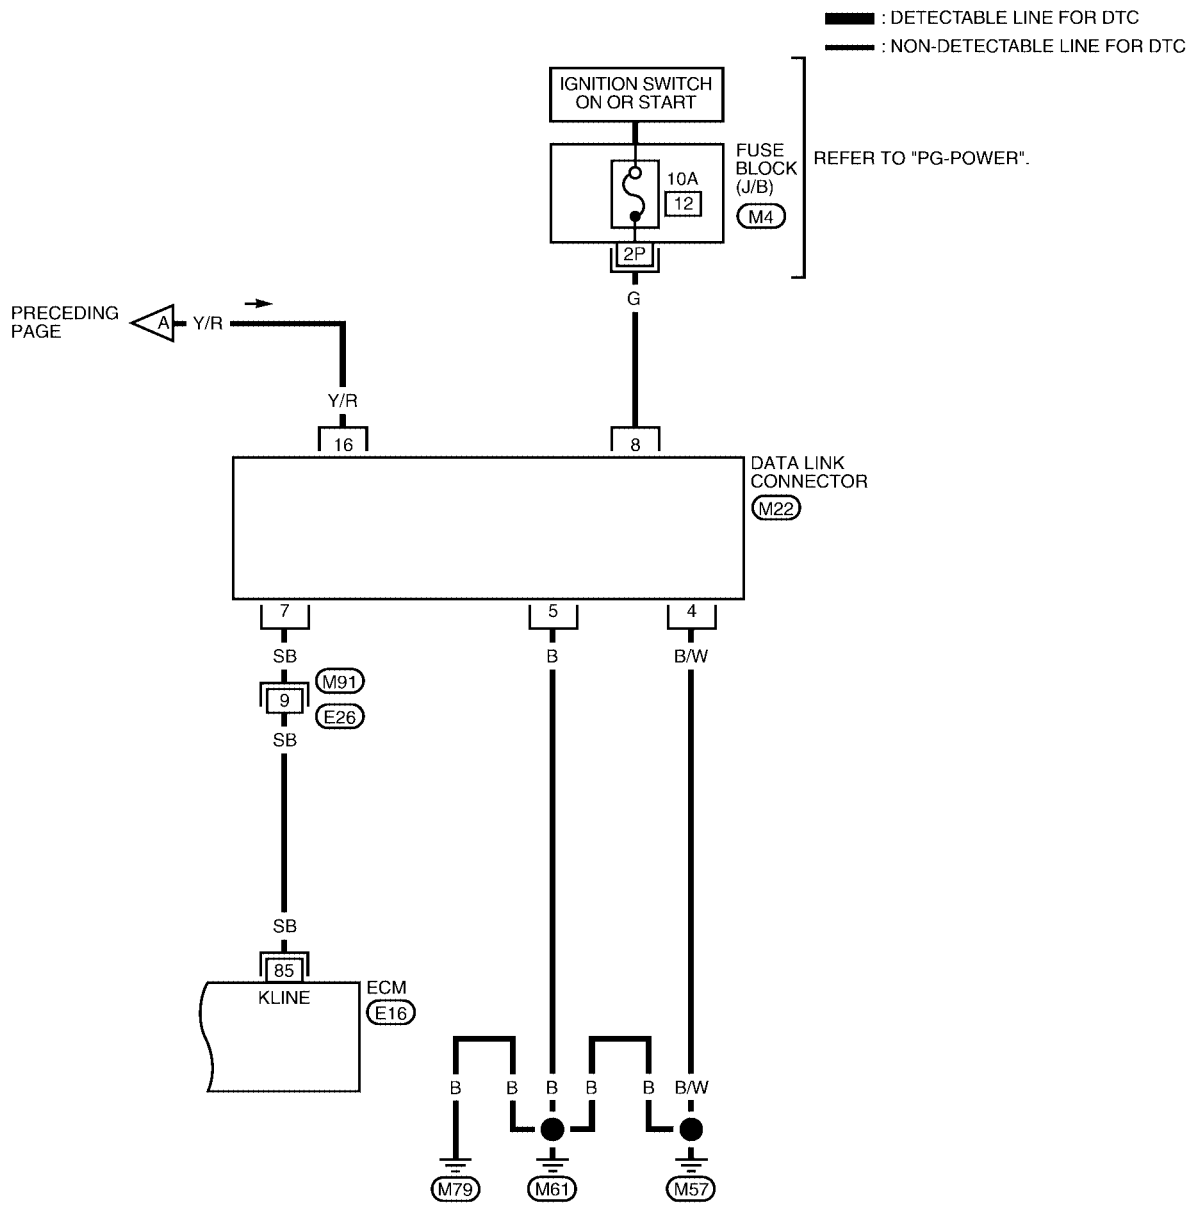 : DETECTABLE LINE FOR DTC
: NON-DETECTABLE LINE FOR DTC
IGNITION SWITCH
ON OR START
FUSE
BLOCK
(J/B)
M4
REFER TO "PG-POWER".
10A
12
2P
G
PRECEDING
PAGE
A
Y/R
Y/R
16
8
DATA LINK
CONNECTOR
M22
7
5
4
SB
B
B/W
M91
9
E26
SB
SB
85
KLINE
ECM
E16
B
B
B
B
B
B/W
M79
M61
M57